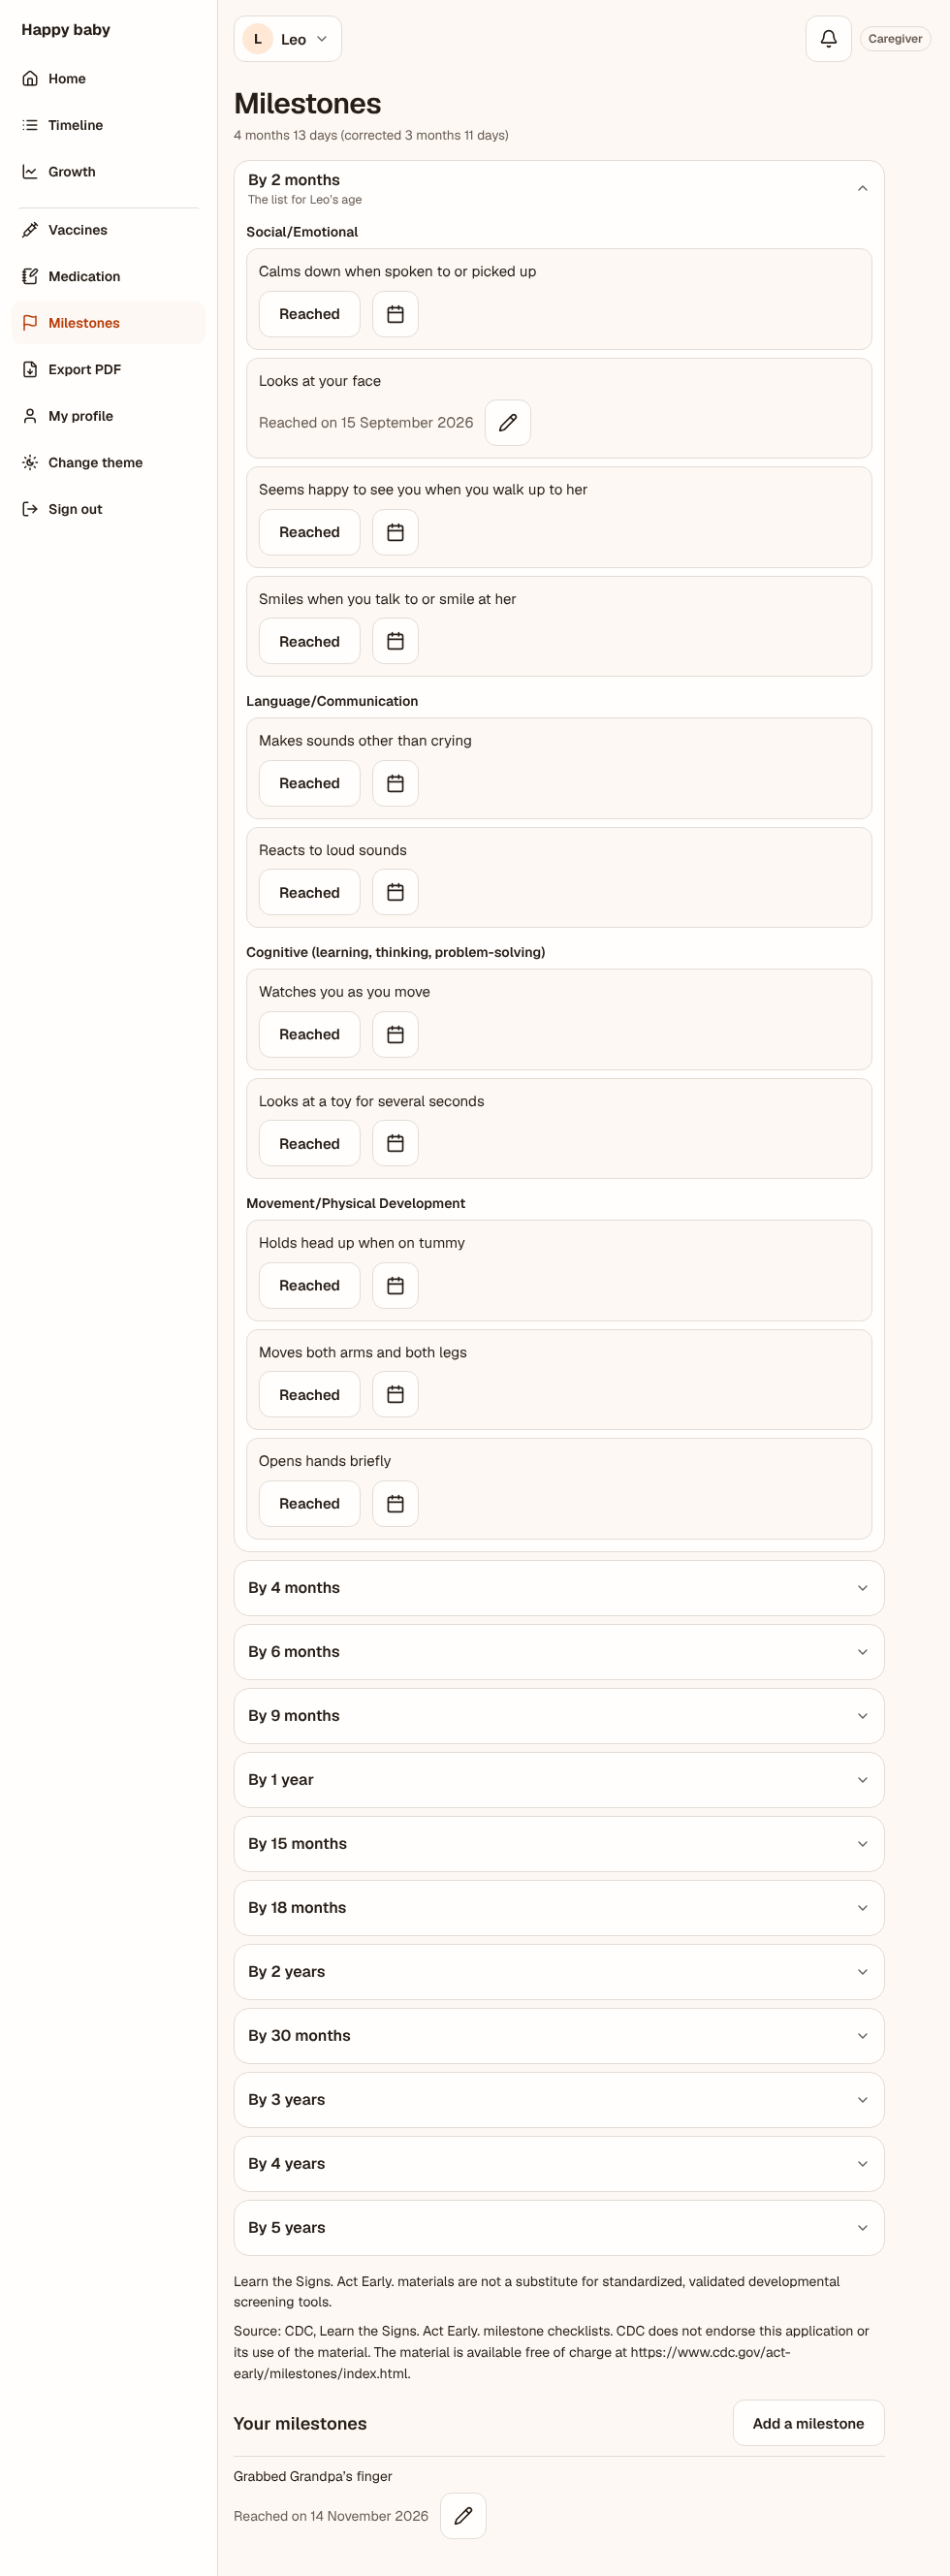 Happy baby
Home
Timeline
Growth
Vaccines
Medication
Milestones
Export PDF
My profile
Change theme
Sign out
L Leo
Caregiver
Milestones
4 months 13 days (corrected 3 months 11 days)
By 2 months
The list for Leo's age
Social/Emotional
Calms down when spoken to or picked up
Reached
Looks at your face
Reached on 15 September 2026
Seems happy to see you when you walk up to her
Reached
Smiles when you talk to or smile at her
Reached
Language/Communication
Makes sounds other than crying
Reached
Reacts to loud sounds
Reached
Cognitive (learning, thinking, problem-solving)
Watches you as you move
Reached
Looks at a toy for several seconds
Reached
Movement/Physical Development
Holds head up when on tummy
Reached
Moves both arms and both legs
Reached
Opens hands briefly
Reached
By 4 months
By 6 months
By 9 months
By 1 year
By 15 months
By 18 months
By 2 years
By 30 months
By 3 years
By 4 years
By 5 years
Learn the Signs. Act Early. materials are not a substitute for standardized, validated developmental
screening tools.
Source: CDC, Learn the Signs. Act Early. milestone checklists. CDC does not endorse this application or
its use of the material. The material is available free of charge at https://www.cdc.gov/act-
early/milestones/index.html.
Your milestones
Add a milestone
Grabbed Grandpa's finger
Reached on 14 November 2026